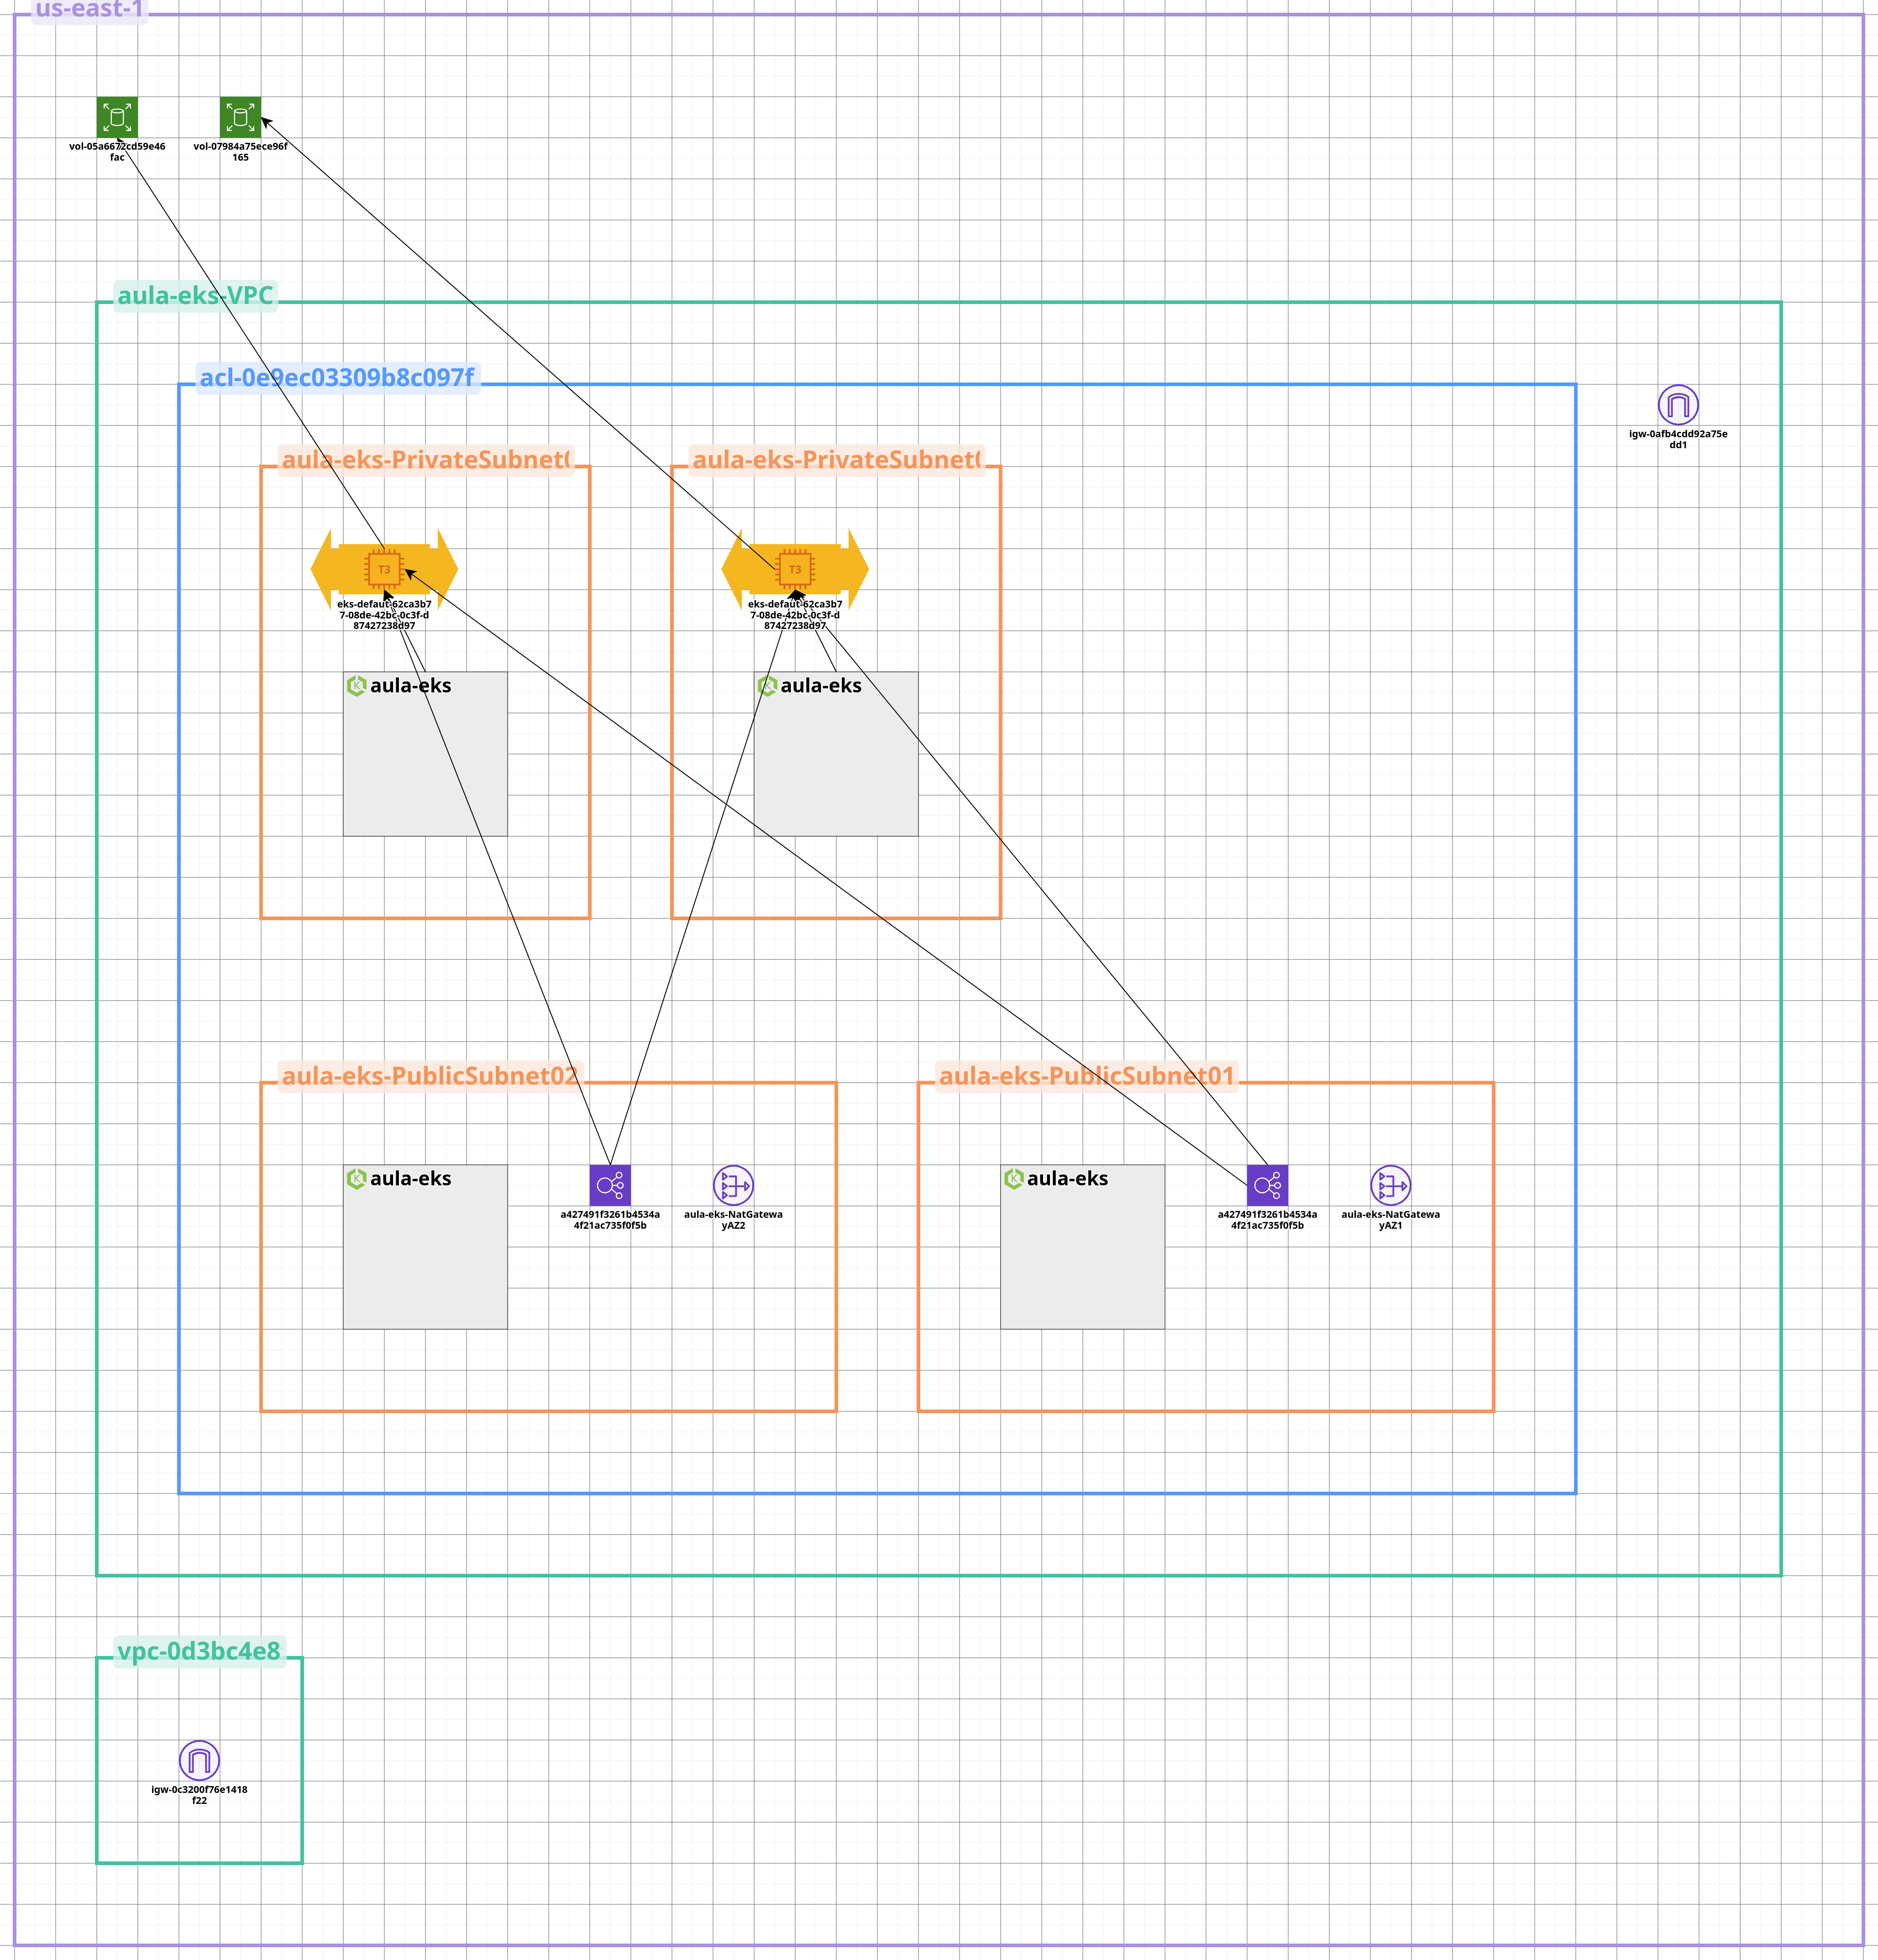 us-east-1
vol-05a6672cd59e46
fac
vol-07984a75ece96f
165
aula-eks-VPC
acl-0e9ec03309b8c097f
igw-0afb4cdd92a75e
dd1
aula-eks-PrivateSubnet
aula-eks-PrivateSubnet
T3
eks-defaut-62ca3b7
7-08de-42bc-0c3f-d
87427238d97
T3
eks-defaut-62ca3b7
7-08de-42bc-0c3f-d
87427238d97
aula-eks
aula-eks
aula-eks-PublicSubnet02
aula-eks-PublicSubnet01
aula-eks
a427491f3261b4534a
4f21ac735f0f5b
aula-eks-NatGatewa
yAZ2
aula-eks
a427491f3261b4534a
4f21ac735f0f5b
aula-eks-NatGatewa
yAZ1
vpc-0d3bc4e8
igw-0c3200f76e1418
f22